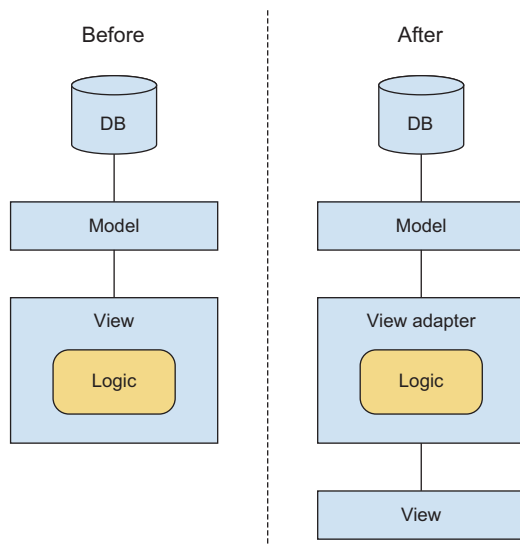 Before
DB
Model
View
Logic
After
DB
Model
View adapter
Logic
View